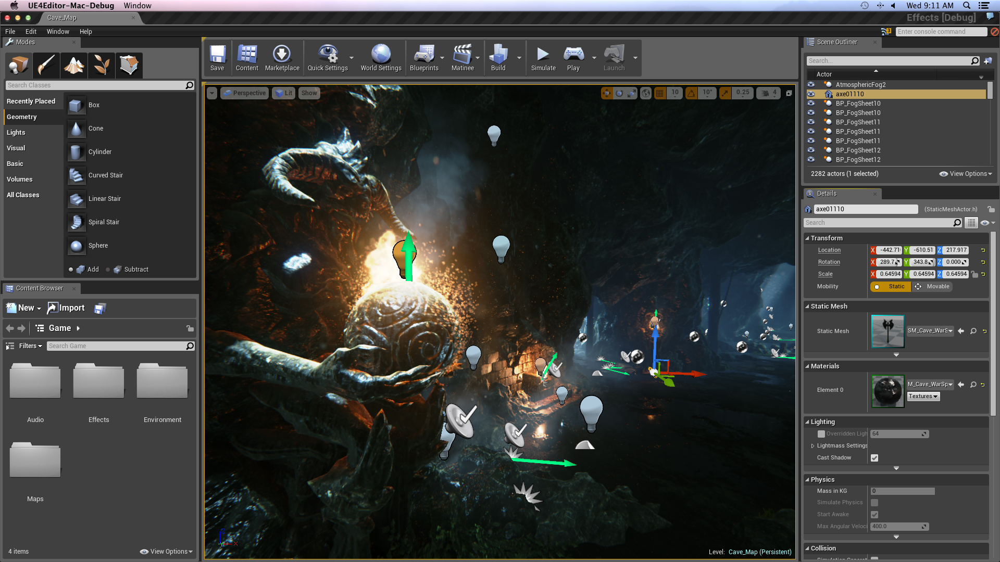 UE4Editor-Mac-Debug Window
Wed 9:11 AM
Cave_Map
Effects [Debug]
File Edit Window Help
3
Enter console command
Modes
Search Classes
Recently Placed
Geometry
Lights
Visual
Basic
Volumes
All Classes
Box
Cone
Cylinder
Curved Stair
Linear Stair
Spiral Stair
Sphere
Add Subtract
Content Browser
New Import
Game
Filters Search Game
Audio Effects Environment
Maps
4 items View Options
Save Content Marketplace Quick Settings World Settings Blueprints Matinee Build Simulate Play Launch
Perspective Lit Show
10 10° 0.25 4
Z
Y X
Level: Cave_Map (Persistent)
Scene Outliner
Search...
Actor
AtmosphericFog2
axe01110
BP_FogSheet10
BP_FogSheet10
BP_FogSheet11
BP_FogSheet11
BP_FogSheet11
BP_FogSheet12
BP_FogSheet12
2282 actors (1 selected) View Options
Details
axe01110 (StaticMeshActor.h)
Search
Transform
Location X -442.71 Y -610.51 Z 217.917
Rotation X 289.7 Y 343.8 Z 0.000
Scale X 0.64594 Y 0.64594 Z 0.64594
Mobility Static Movable
Static Mesh
Static Mesh SM_Cave_WarS
Materials
Element 0 M_Cave_WarSp
Textures
Lighting
Overridden Ligh 64
Lightmass Settings
Cast Shadow
Physics
Mass in KG 0
Simulate Physics
Start Awake
Max Angular Veloci 400.0
Collision